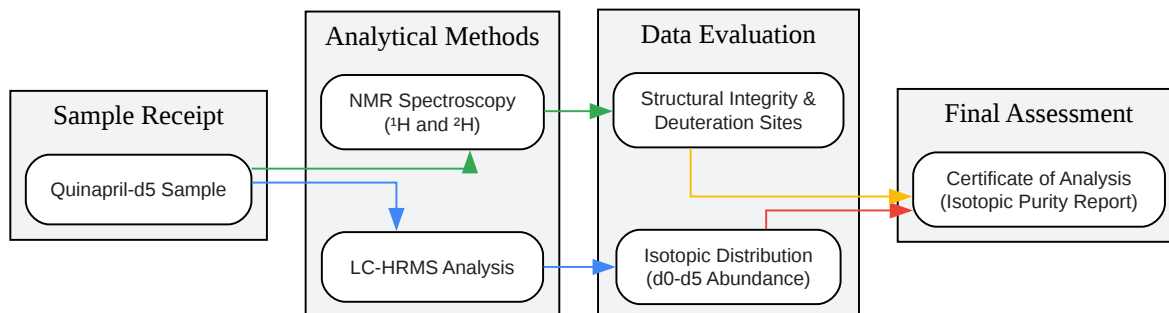 Sample Receipt
Quinapril-d5 Sample
Analytical Methods
NMR Spectroscopy
(¹H and ²H)
LC-HRMS Analysis
Data Evaluation
Structural Integrity &
Deuteration Sites
Isotopic Distribution
(d0-d5 Abundance)
Final Assessment
Certificate of Analysis
(Isotopic Purity Report)